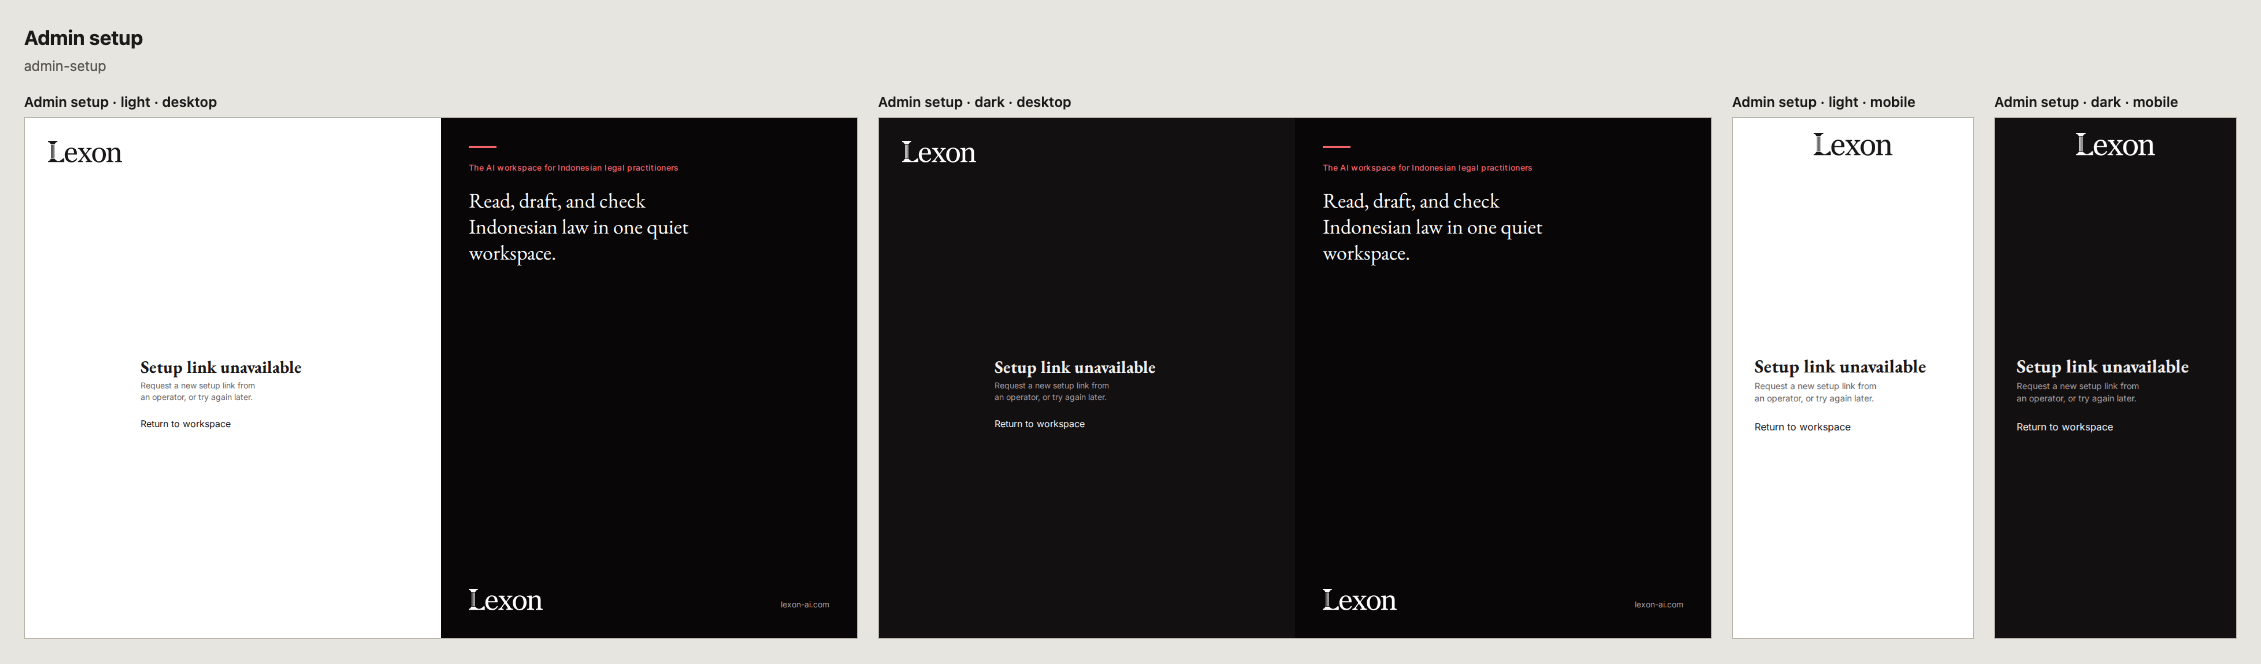 Admin setup
admin-setup
Admin setup · light · desktop
Lexon
Setup link unavailable
Request a new setup link from
an operator, or try again later.
Return to workspace
The AI workspace for Indonesian legal practitioners
Read, draft, and check
Indonesian law in one quiet
workspace.
Lexon
lexon-ai.com
Admin setup · dark · desktop
Lexon
Setup link unavailable
Request a new setup link from
an operator, or try again later.
Return to workspace
The AI workspace for Indonesian legal practitioners
Read, draft, and check
Indonesian law in one quiet
workspace.
Lexon
lexon-ai.com
Admin setup · light · mobile
Lexon
Setup link unavailable
Request a new setup link from
an operator, or try again later.
Return to workspace
Admin setup · dark · mobile
Lexon
Setup link unavailable
Request a new setup link from
an operator, or try again later.
Return to workspace